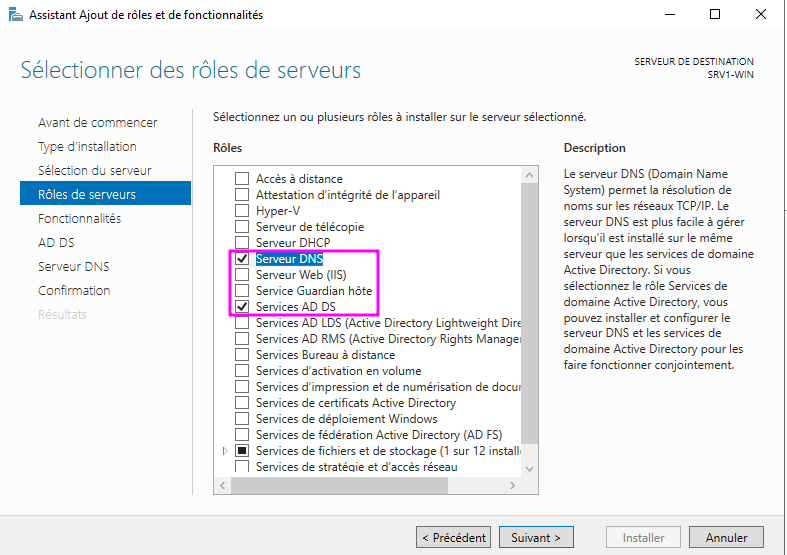 Assistant Ajout de rôles et de fonctionnalités
Sélectionner des rôles de serveurs
SERVEUR DE DESTINATION
SRV1-WIN
Avant de commencer
Type d'installation
Sélection du serveur
Rôles de serveurs
Fonctionnalités
AD DS
Serveur DNS
Confirmation
Résultats
Sélectionnez un ou plusieurs rôles à installer sur le serveur sélectionné.
Rôles
Accès à distance
Attestation d'intégrité de l'appareil
Hyper-V
Serveur de télécopie
Serveur DHCP
Serveur DNS
Serveur Web (IIS)
Service Guardian hôte
Services AD DS
Services AD LDS (Active Directory Lightweight Dire
Services AD RMS (Active Directory Rights Manager
Services Bureau à distance
Services d'activation en volume
Services d'impression et de numérisation de docu
Services de certificats Active Directory
Services de déploiement Windows
Services de fédération Active Directory (AD FS)
Services de fichiers et de stockage (1 sur 12 install
Services de stratégie et d'accès réseau
Description
Le serveur DNS (Domain Name
System) permet la résolution de
noms sur les réseaux TCP/IP. Le
serveur DNS est plus facile à gérer
lorsqu'il est installé sur le même
serveur que les services de domaine
Active Directory. Si vous
sélectionnez le rôle Services de
domaine Active Directory, vous
pouvez installer et configurer le
serveur DNS et les services de
domaine Active Directory pour les
faire fonctionner conjointement.
< Précédent
Suivant >
Installer
Annuler